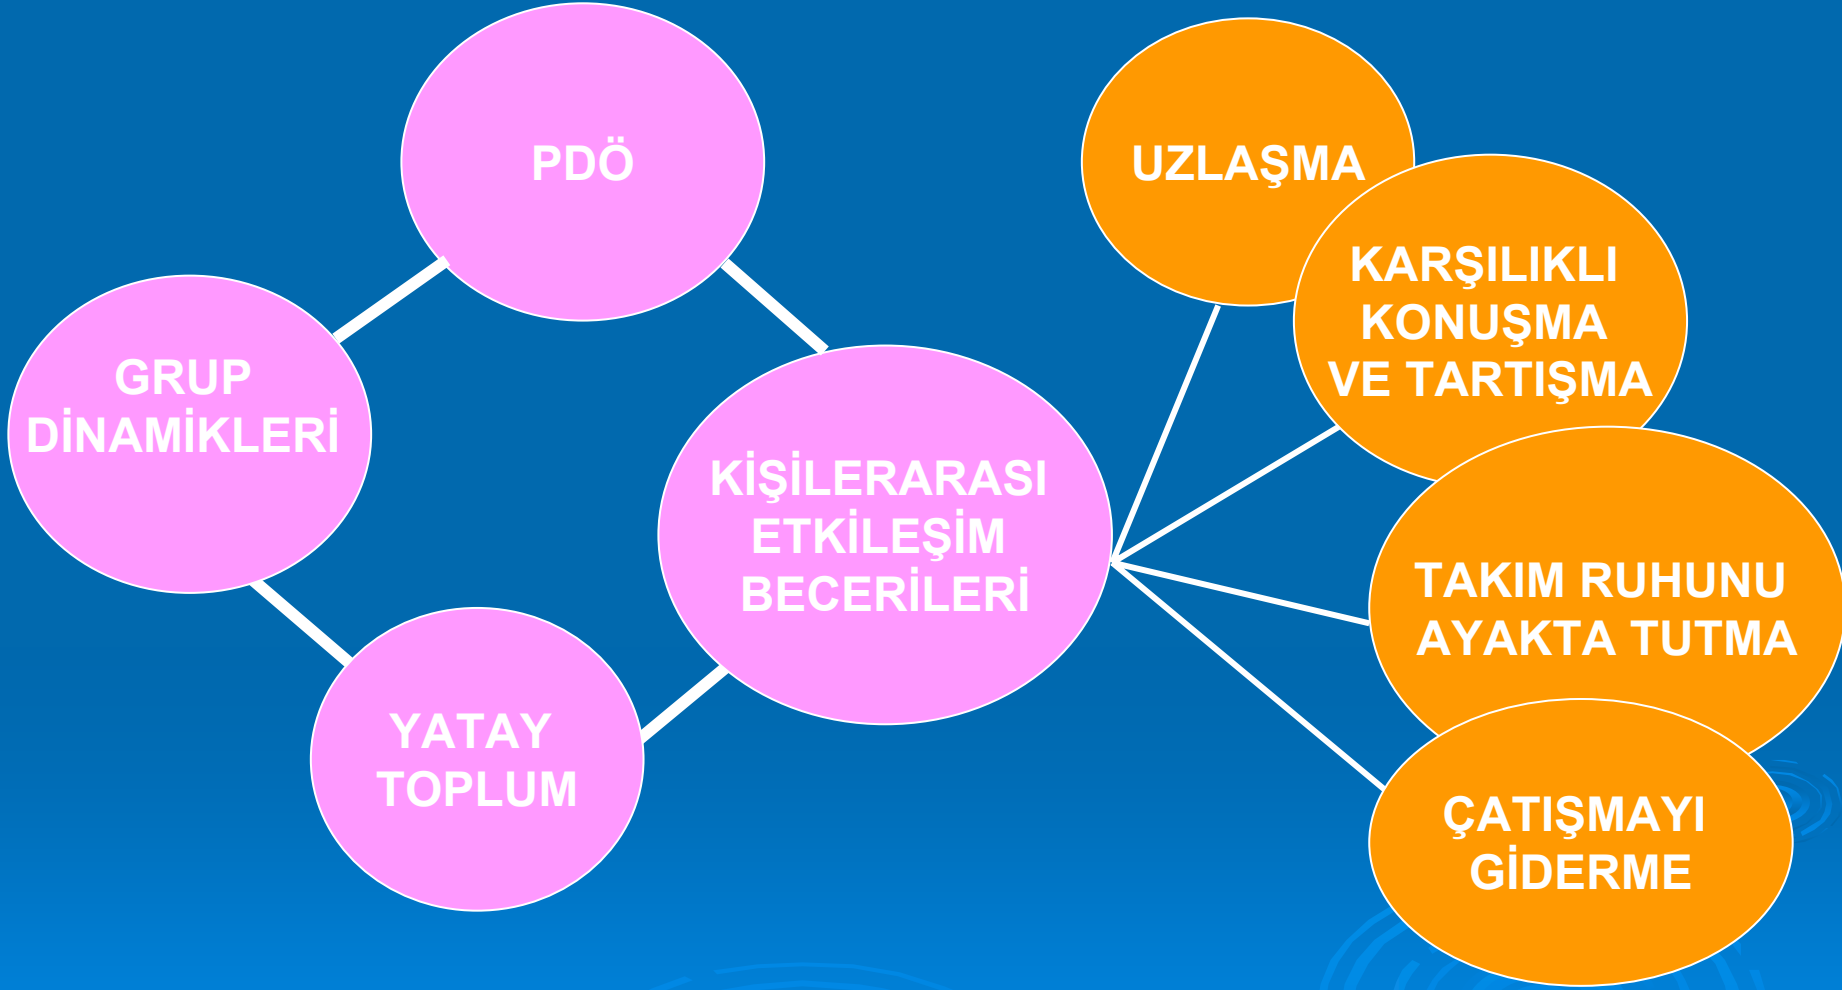 PDÖ
GRUP
DİNAMİKLERİ
YATAY
TOPLUM
KİŞİLERARASI
ETKİLEŞİM
BECERİLERİ
UZLAŞMA
KARŞILIKLI
KONUŞMA
VE TARTIŞMA
TAKIM RUHUNU
AYAKTA TUTMA
ÇATIŞMAYI
GİDERME